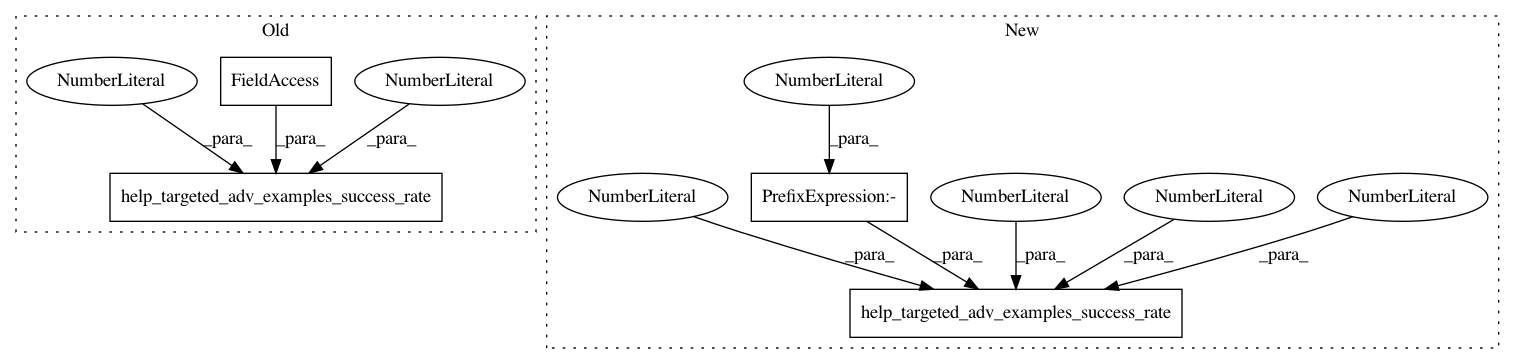 Old
New
NumberLiteral
FieldAccess
NumberLiteral
NumberLiteral
_para_
_para_
_para_
_para_
help_targeted_adv_examples_success_rate
NumberLiteral
PrefixExpression:-
NumberLiteral
NumberLiteral
NumberLiteral
_para_
_para_
_para_
_para_
_para_
help_targeted_adv_examples_success_rate